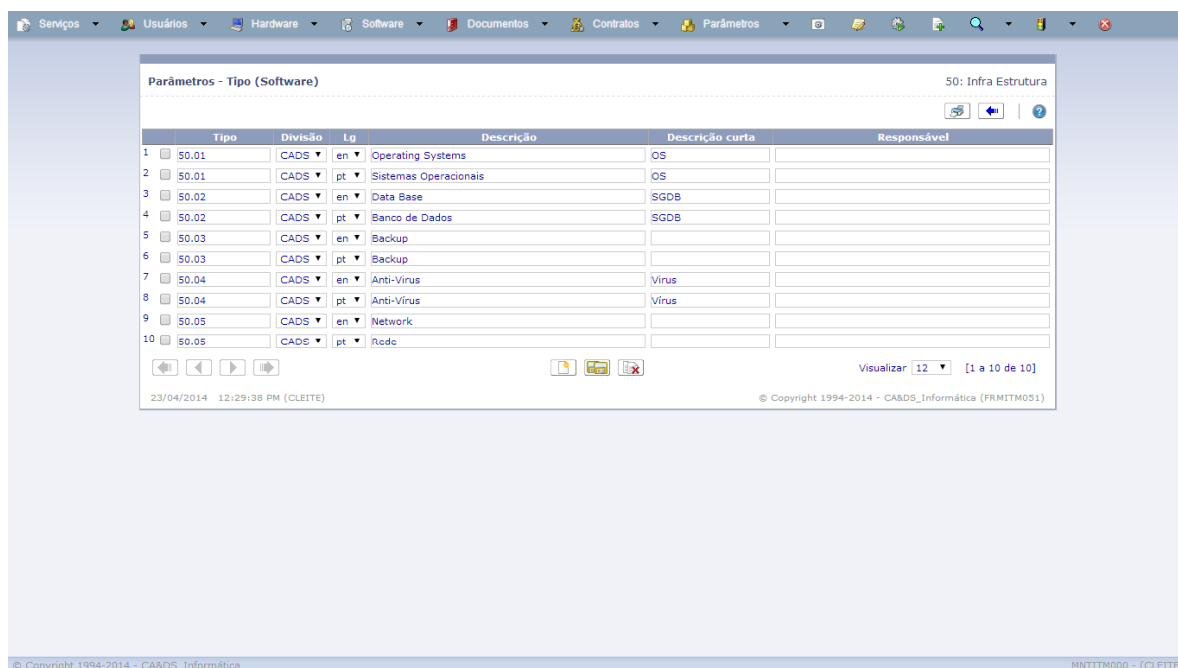 Serviços Usuários Hardware Software Documentos Contratos Parâmetros
Parâmetros - Tipo (Software) 50: Infra Estrutura
Tipo Divisão Lg Descrição Descrição curta Responsável
1 50.01 CADS en Operating Systems OS
2 50.01 CADS pt Sistemas Operacionais OS
3 50.02 CADS en Data Base SGDB
4 50.02 CADS pt Banco de Dados SGDB
5 50.03 CADS en Backup
6 50.03 CADS pt Backup
7 50.04 CADS en Anti-Virus Virus
8 50.04 CADS pt Anti-Vírus Vírus
9 50.05 CADS en Network
10 50.05 CADS pt Rede
Visualizar 12 [1 a 10 de 10]
23/04/2014 12:29:38 PM (CLEITE) © Copyright 1994-2014 - CA&DS_Informática (FRMITM051)
© Copyright 1994-2014 - CA&DS_Informática MNTITM000 - (CLEITE